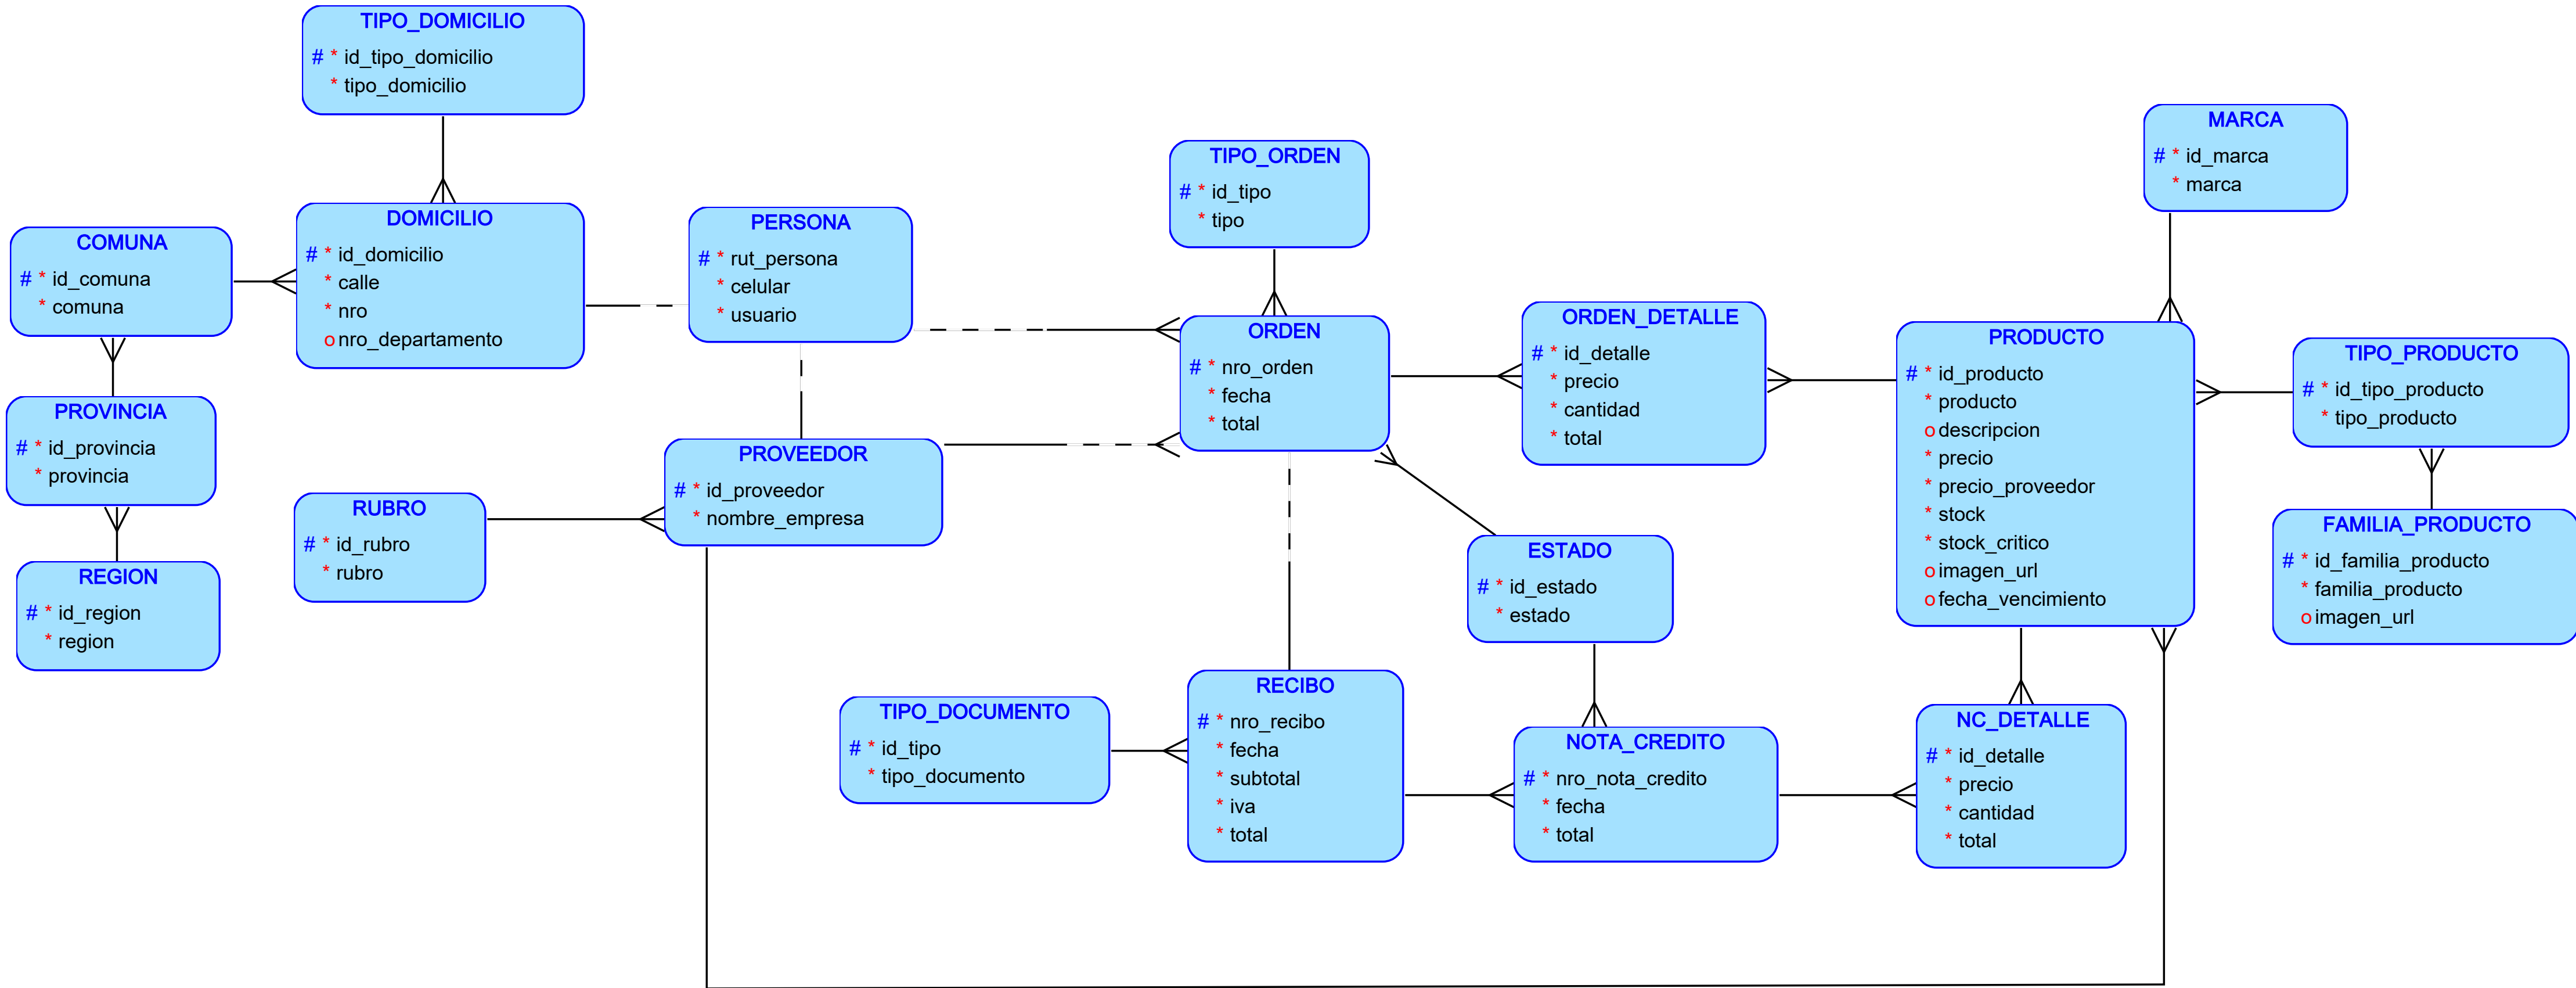 TIPO_DOMICILIO
# * id_tipo_domicilio
* tipo_domicilio
DOMICILIO
# * id_domicilio
* calle
* nro
o nro_departamento
COMUNA
# * id_comuna
* comuna
PROVINCIA
# * id_provincia
* provincia
REGION
# * id_region
* region
PERSONA
# * rut_persona
* celular
* usuario
PROVEEDOR
# * id_proveedor
* nombre_empresa
RUBRO
# * id_rubro
* rubro
TIPO_ORDEN
# * id_tipo
* tipo
ORDEN
# * nro_orden
* fecha
* total
ORDEN_DETALLE
# * id_detalle
* precio
* cantidad
* total
ESTADO
# * id_estado
* estado
TIPO_DOCUMENTO
# * id_tipo
* tipo_documento
RECIBO
# * nro_recibo
* fecha
* subtotal
* iva
* total
NOTA_CREDITO
# * nro_nota_credito
* fecha
* total
NC_DETALLE
# * id_detalle
* precio
* cantidad
* total
MARCA
# * id_marca
* marca
PRODUCTO
# * id_producto
* producto
o descripcion
* precio
* precio_proveedor
* stock
* stock_critico
o imagen_url
o fecha_vencimiento
TIPO_PRODUCTO
# * id_tipo_producto
* tipo_producto
FAMILIA_PRODUCTO
# * id_familia_producto
* familia_producto
o imagen_url